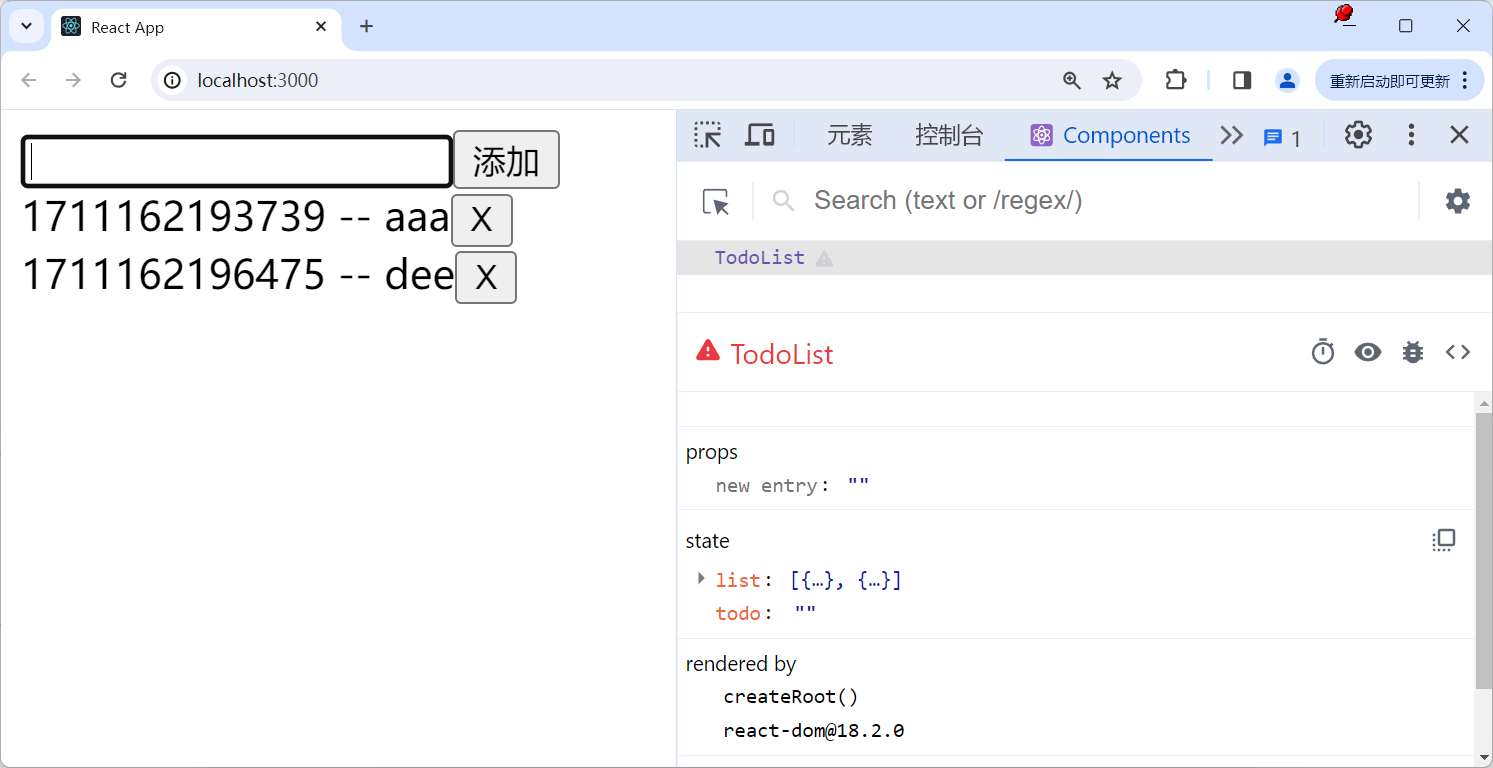 React App
localhost:3000
重新启动即可更新
元素 控制台 Components 1
添加
Search (text or /regex/)
1711162193739 -- aaa X
1711162196475 -- dee X
TodoList
TodoList
props
new entry: ""
state
list: [{…}, {…}]
todo: ""
rendered by
createRoot()
react-dom@18.2.0